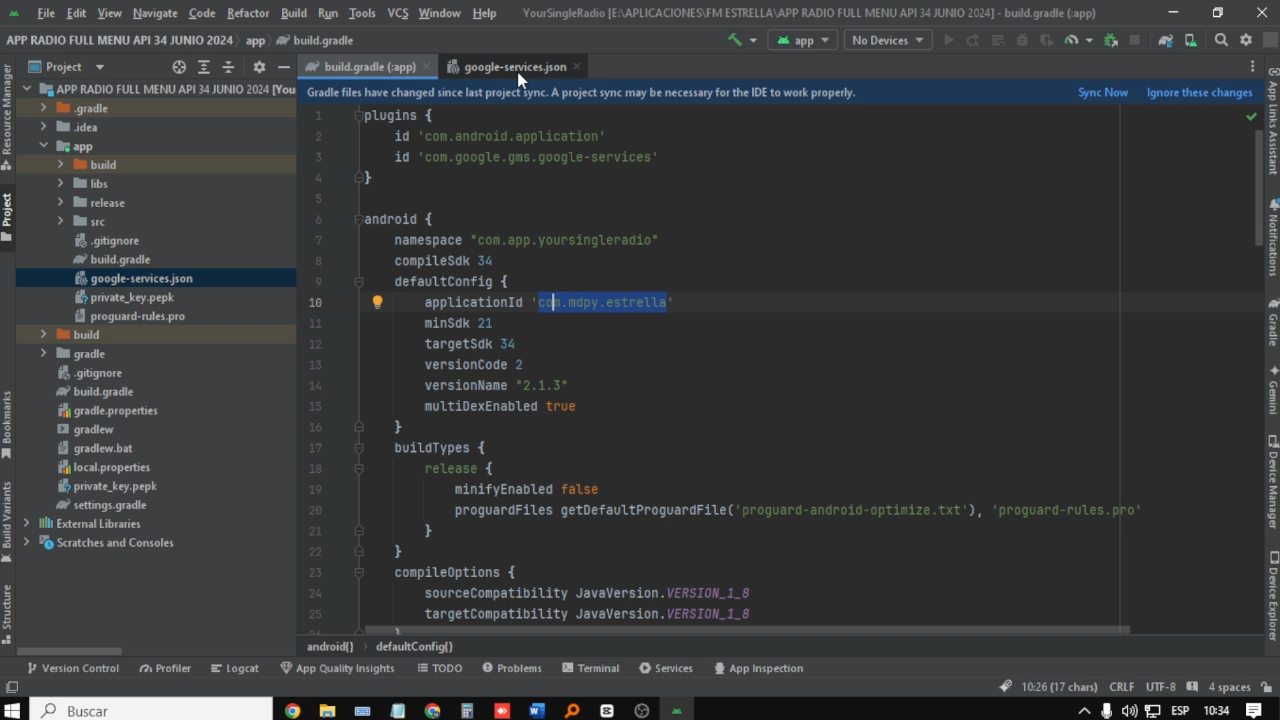 File Edit View Navigate Code Refactor Build Run Tools VCS Window Help YourSingleRadio [E:\APLICACIONES\FM ESTRELLA\APP RADIO FULL MENU API 34 JUNIO 2024] - build.gradle (:app)
APP RADIO FULL MENU API 34 JUNIO 2024 app build.gradle app No Devices
Project build.gradle (:app) google-services.json
Gradle files have changed since last project sync. A project sync may be necessary for the IDE to work properly. Sync Now Ignore these changes
Resource Manager
Project
Bookmarks
Build Variants
Structure
APP RADIO FULL MENU API 34 JUNIO 2024 [You
.gradle
.idea
app
build
libs
release
src
.gitignore
build.gradle
google-services.json
private_key.pepk
proguard-rules.pro
build
gradle
.gitignore
build.gradle
gradle.properties
gradlew
gradlew.bat
local.properties
private_key.pepk
settings.gradle
External Libraries
Scratches and Consoles
1 plugins {
2 id 'com.android.application'
3 id 'com.google.gms.google-services'
4 }
5
6 android {
7 namespace "com.app.yoursingleradio"
8 compileSdk 34
9 defaultConfig {
10 applicationId 'com.mdpy.estrella'
11 minSdk 21
12 targetSdk 34
13 versionCode 2
14 versionName "2.1.3"
15 multiDexEnabled true
16 }
17 buildTypes {
18 release {
19 minifyEnabled false
20 proguardFiles getDefaultProguardFile('proguard-android-optimize.txt'), 'proguard-rules.pro'
21 }
22 }
23 compileOptions {
24 sourceCompatibility JavaVersion.VERSION_1_8
25 targetCompatibility JavaVersion.VERSION_1_8
android{} defaultConfig{}
App Links Assistant
Notifications
Gradle
Gemini
Device Manager
Device Explorer
Version Control Profiler Logcat App Quality Insights TODO Problems Terminal Services App Inspection
10:26 (17 chars) CRLF UTF-8 4 spaces
Buscar ESP 10:34